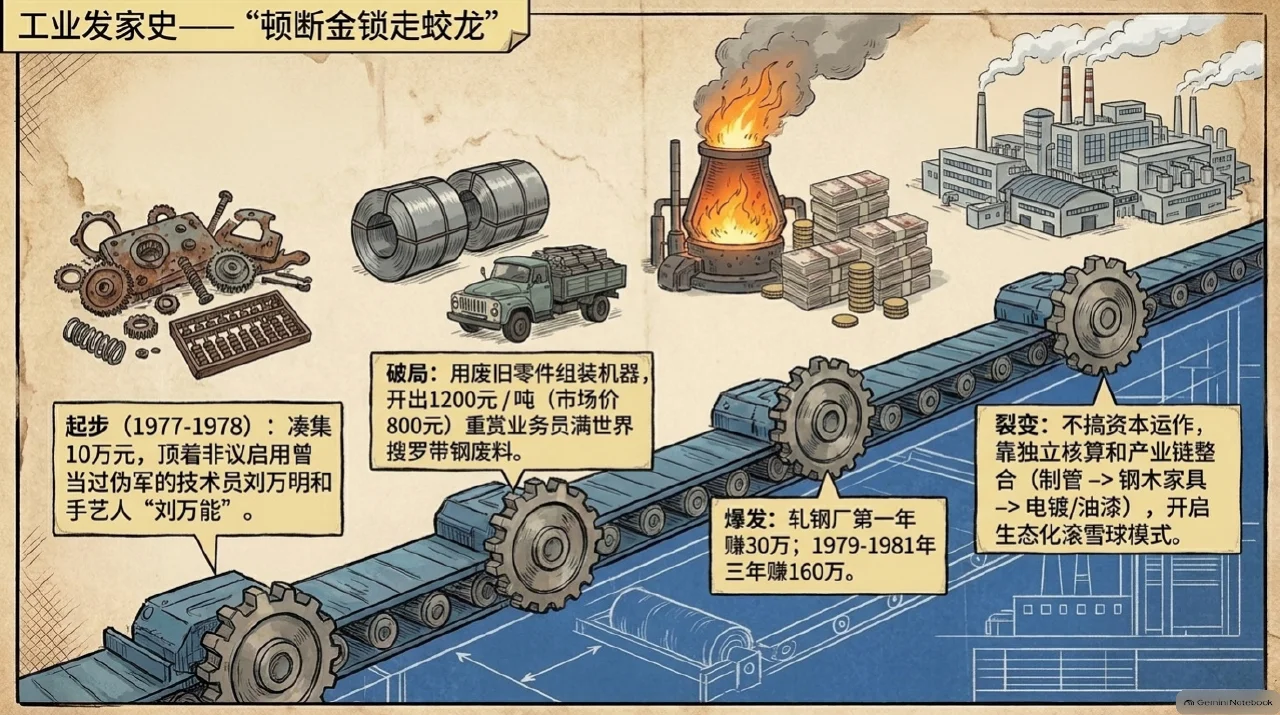 工业发家史——“顿断金锁走蛟龙”
起步（1977-1978）：凑集
10万元，顶着非议启用曾
当过伪军的技术员刘万明和
手艺人“刘万能”。
破局：用废旧零件组装机器，
开出1200元/吨（市场价
800元）重赏业务员满世界
搜罗带钢废料。
爆发：轧钢厂第一年
赚30万；1979-1981年
三年赚160万。
裂变：不搞资本运作，
靠独立核算和产业链整
合（制管 –> 钢木家具
–> 电镀/油漆），开启
生态化滚雪球模式。
Gemini Notebook